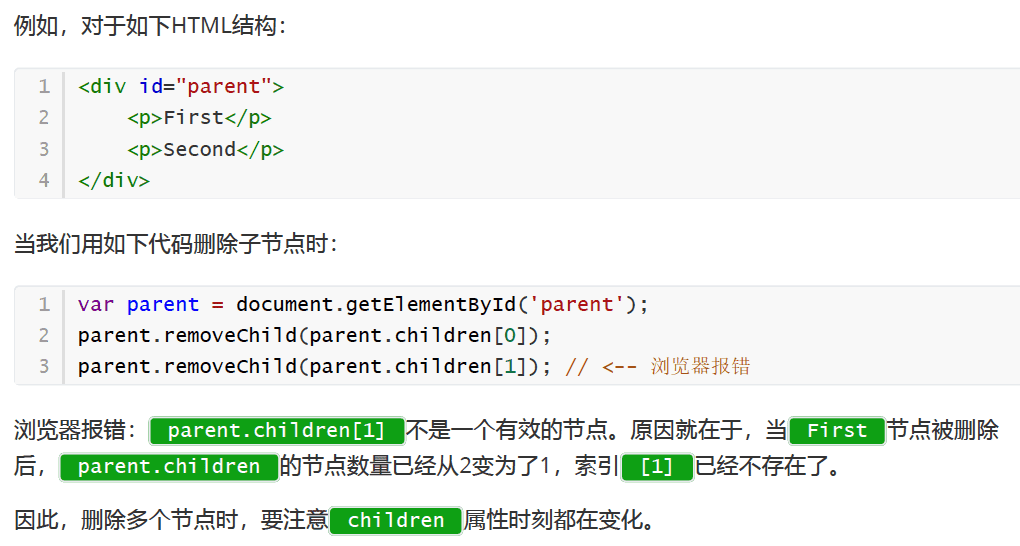 例如，对于如下HTML结构：
1 <div id="parent">
2     <p>First</p>
3     <p>Second</p>
4 </div>
当我们用如下代码删除子节点时：
1 var parent = document.getElementById('parent');
2 parent.removeChild(parent.children[0]);
3 parent.removeChild(parent.children[1]); // <-- 浏览器报错
浏览器报错： parent.children[1] 不是一个有效的节点。原因就在于，当 First 节点被删除
后， parent.children 的节点数量已经从2变为了1，索引 [1] 已经不存在了。
因此，删除多个节点时，要注意 children 属性时刻都在变化。